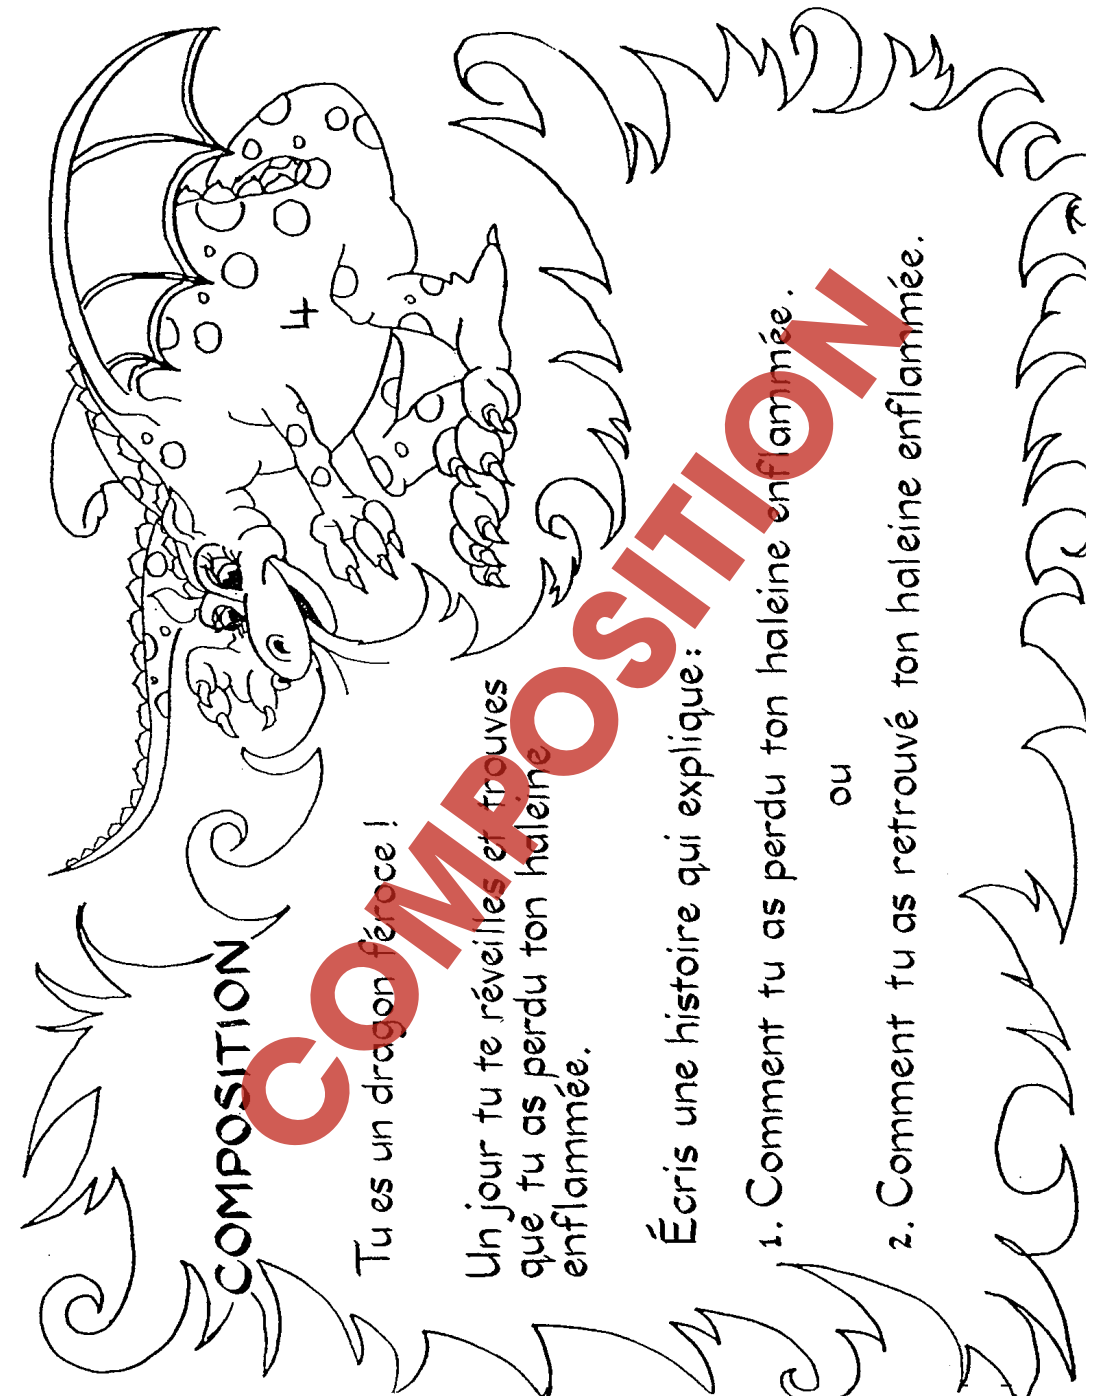 4
COMPOSITION
Tu es un dragon féroce !
Un jour tu te réveilles et trouves
que tu as perdu ton haleine
enflammée.
Écris une histoire qui explique :
1. Comment tu as perdu ton haleine enflammée.
ou
2. Comment tu as retrouvé ton haleine enflammée.
COMPOSITION